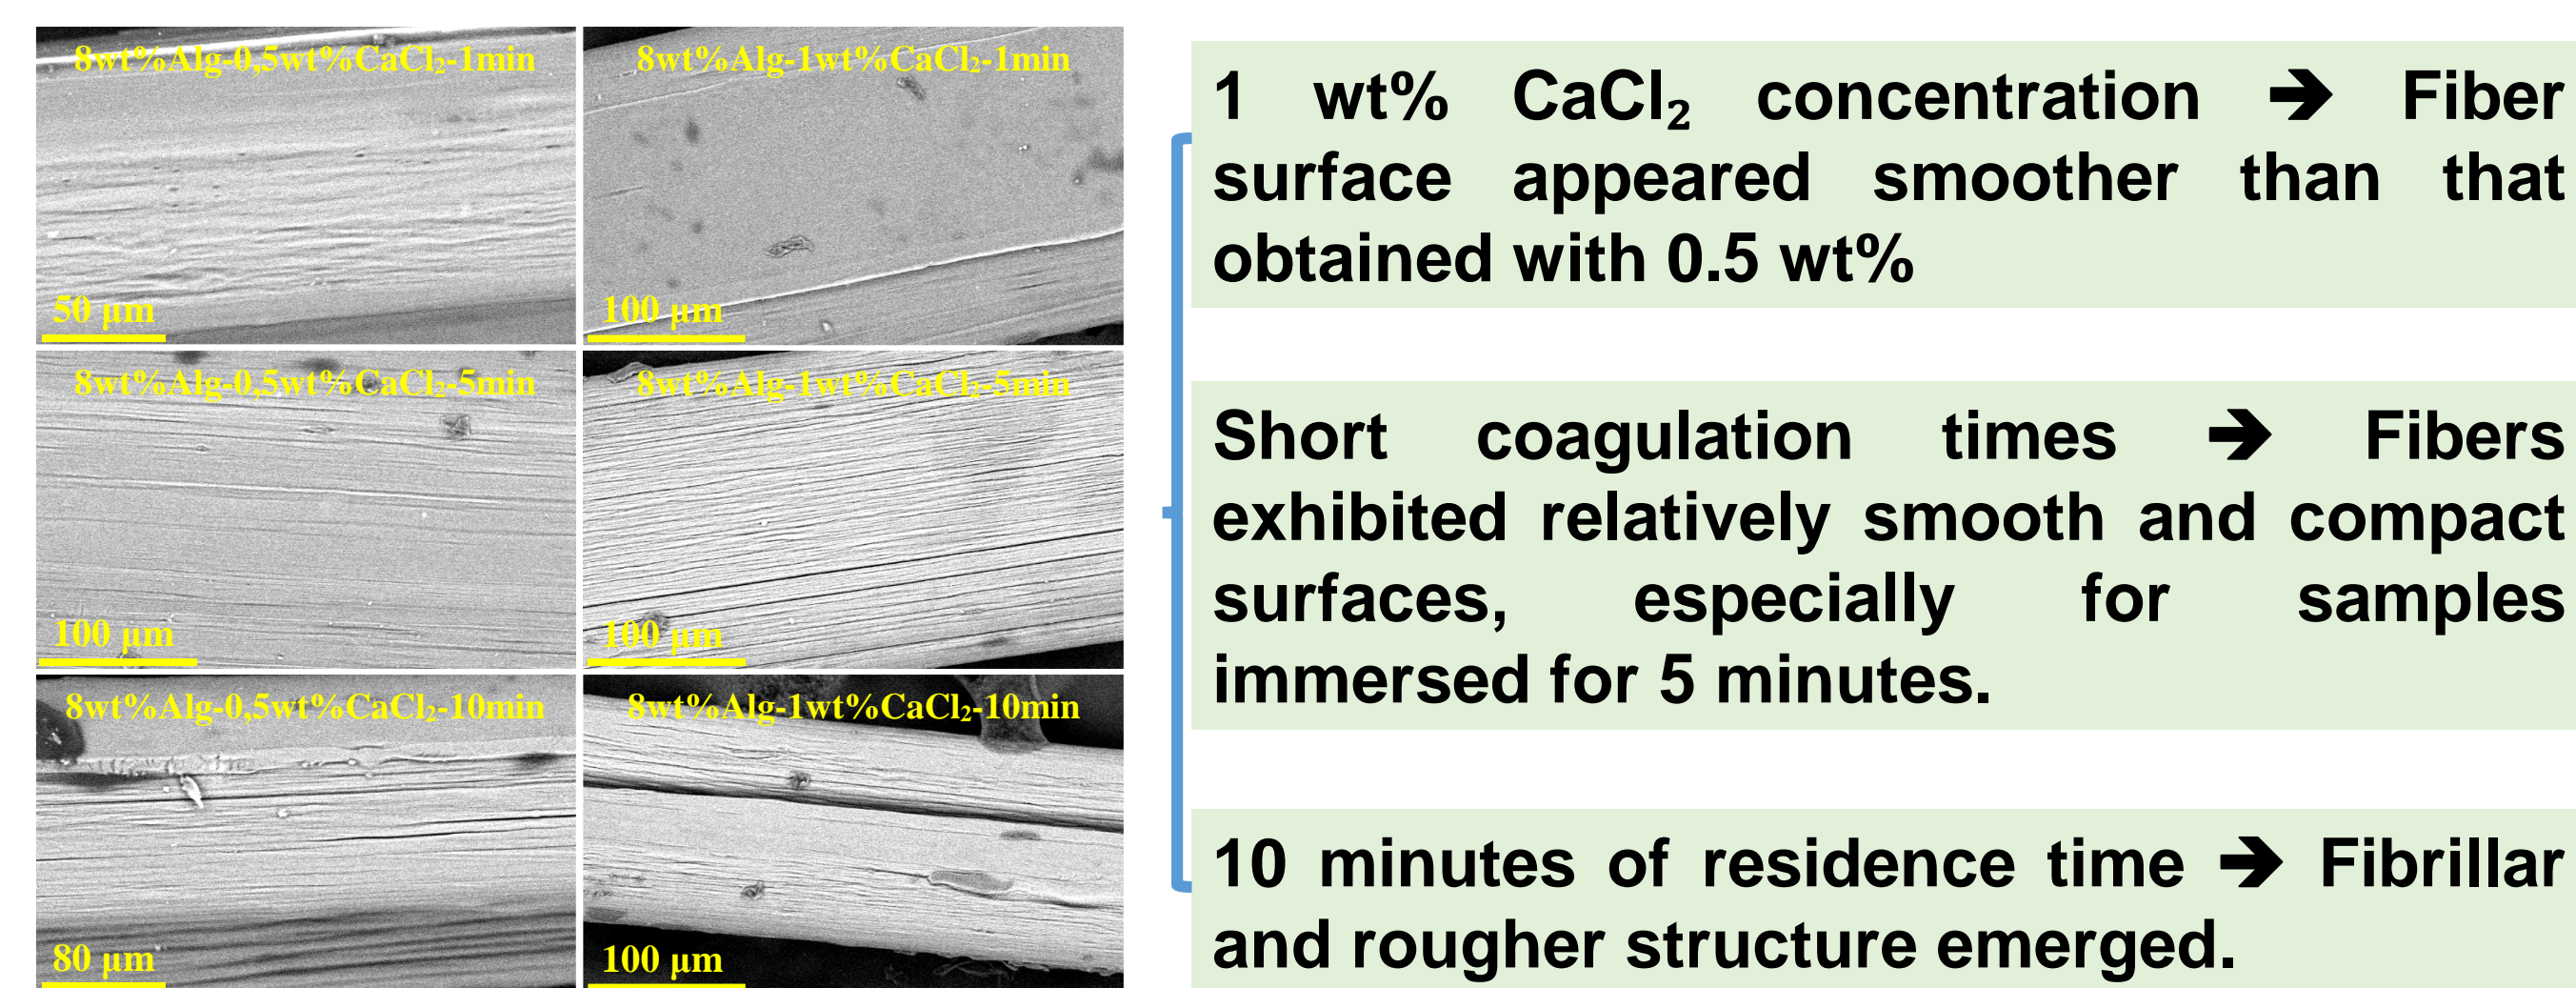 8wt%Alg-0,5wt%CaCl₂-1min
50 µm
8wt%Alg-1wt%CaCl₂-1min
100 µm
8wt%Alg-0,5wt%CaCl₂-5min
100 µm
8wt%Alg-1wt%CaCl₂-5min
100 µm
8wt%Alg-0,5wt%CaCl₂-10min
80 µm
8wt%Alg-1wt%CaCl₂-10min
100 µm
1 wt% CaCl₂ concentration ➔ Fiber
surface appeared smoother than that
obtained with 0.5 wt%
Short coagulation times ➔ Fibers
exhibited relatively smooth and compact
surfaces, especially for samples
immersed for 5 minutes.
10 minutes of residence time ➔ Fibrillar
and rougher structure emerged.